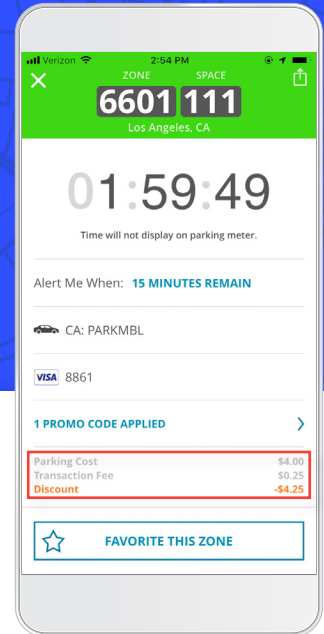 Verizon 2:54 PM
ZONE SPACE
6601 111
Los Angeles, CA
01:59:49
Time will not display on parking meter.
Alert Me When: 15 MINUTES REMAIN
CA: PARKMBL
VISA 8861
1 PROMO CODE APPLIED
Parking Cost $4.00
Transaction Fee $0.25
Discount -$4.25
FAVORITE THIS ZONE